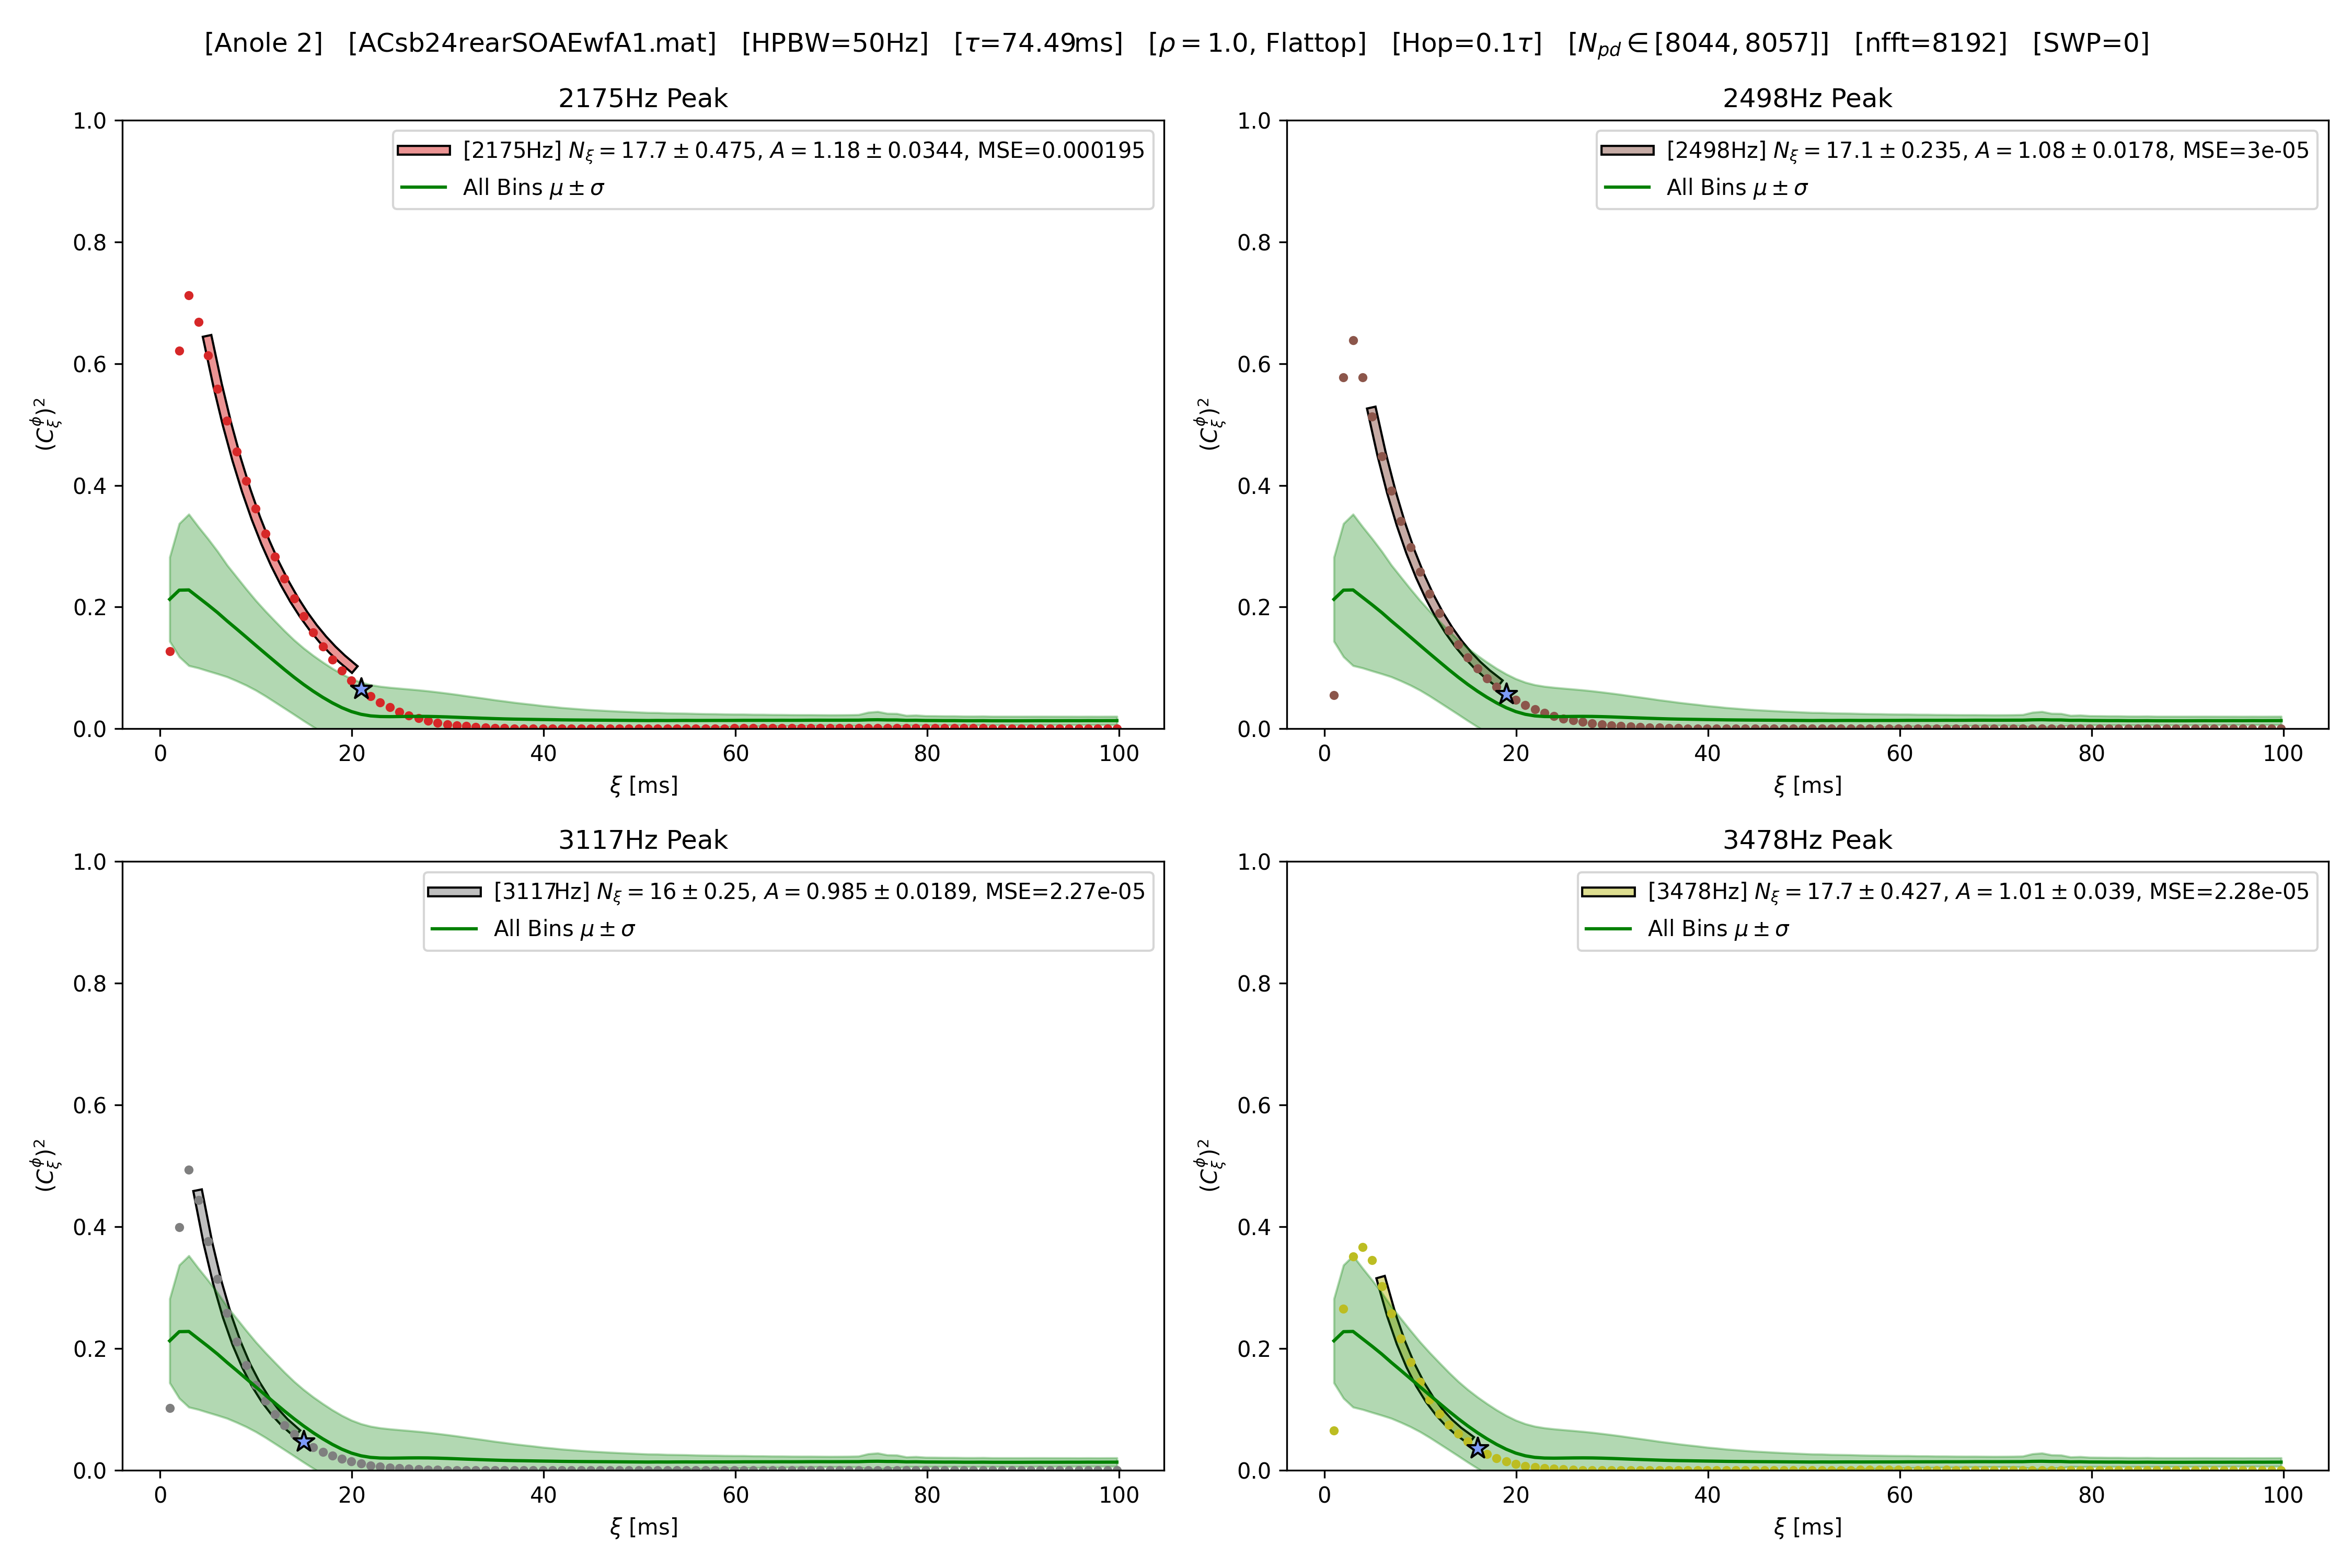 [Anole 2] [ACsb24rearSOAEwfA1.mat] [HPBW=50Hz] [τ=74.49ms] [ρ = 1.0, Flattop] [Hop=0.1τ] [N_pd ∈ [8044, 8057]] [nfft=8192] [SWP=0]
2175Hz Peak
[2175Hz] N_ξ = 17.7 ± 0.475, A = 1.18 ± 0.0344, MSE=0.000195
All Bins μ ± σ
1.0
0.8
0.6
0.4
0.2
0.0
(C_ξ^ϕ)²
0 20 40 60 80 100
ξ [ms]
2498Hz Peak
[2498Hz] N_ξ = 17.1 ± 0.235, A = 1.08 ± 0.0178, MSE=3e-05
All Bins μ ± σ
1.0
0.8
0.6
0.4
0.2
0.0
(C_ξ^ϕ)²
0 20 40 60 80 100
ξ [ms]
3117Hz Peak
[3117Hz] N_ξ = 16 ± 0.25, A = 0.985 ± 0.0189, MSE=2.27e-05
All Bins μ ± σ
1.0
0.8
0.6
0.4
0.2
0.0
(C_ξ^ϕ)²
0 20 40 60 80 100
ξ [ms]
3478Hz Peak
[3478Hz] N_ξ = 17.7 ± 0.427, A = 1.01 ± 0.039, MSE=2.28e-05
All Bins μ ± σ
1.0
0.8
0.6
0.4
0.2
0.0
(C_ξ^ϕ)²
0 20 40 60 80 100
ξ [ms]